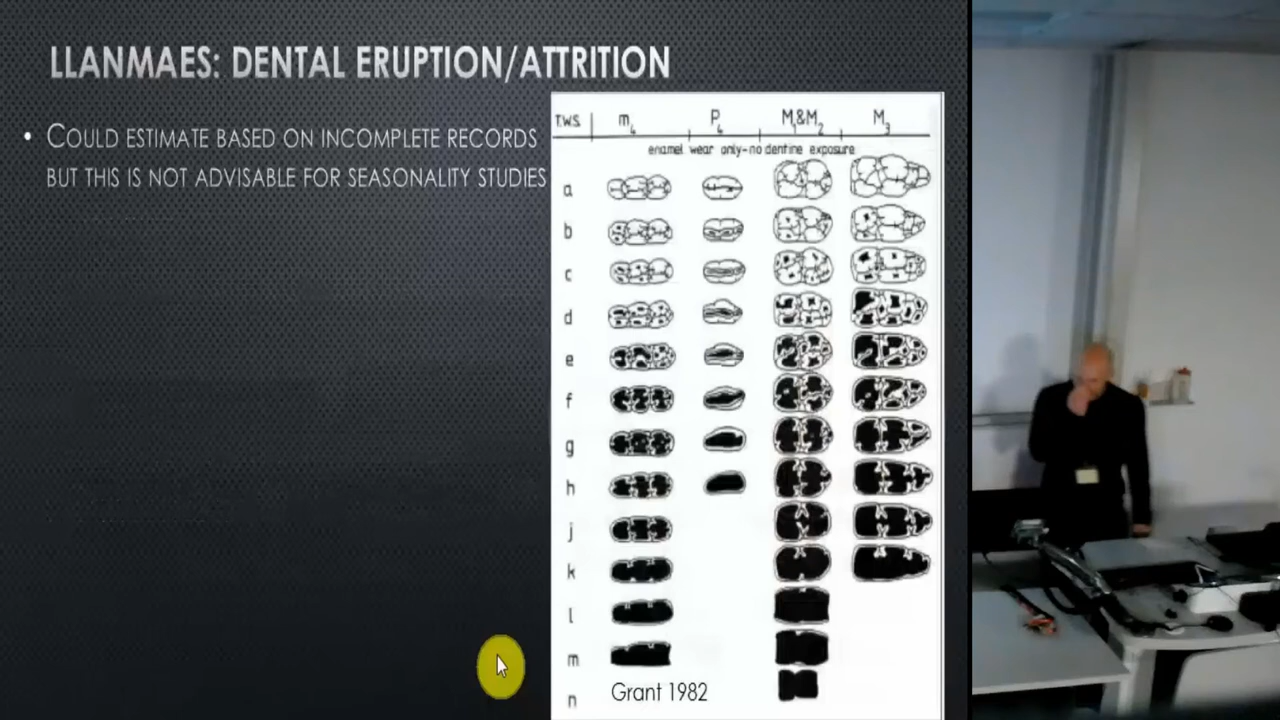 LLANMAES: DENTAL ERUPTION/ATTRITION
• COULD ESTIMATE BASED ON INCOMPLETE RECORDS
BUT THIS IS NOT ADVISABLE FOR SEASONALITY STUDIES
T.W.S. m4 P4 M1&M2 M3
enamel wear only-no dentine exposure
a
b
c
d
e
f
g
h
j
k
l
m
n
Grant 1982